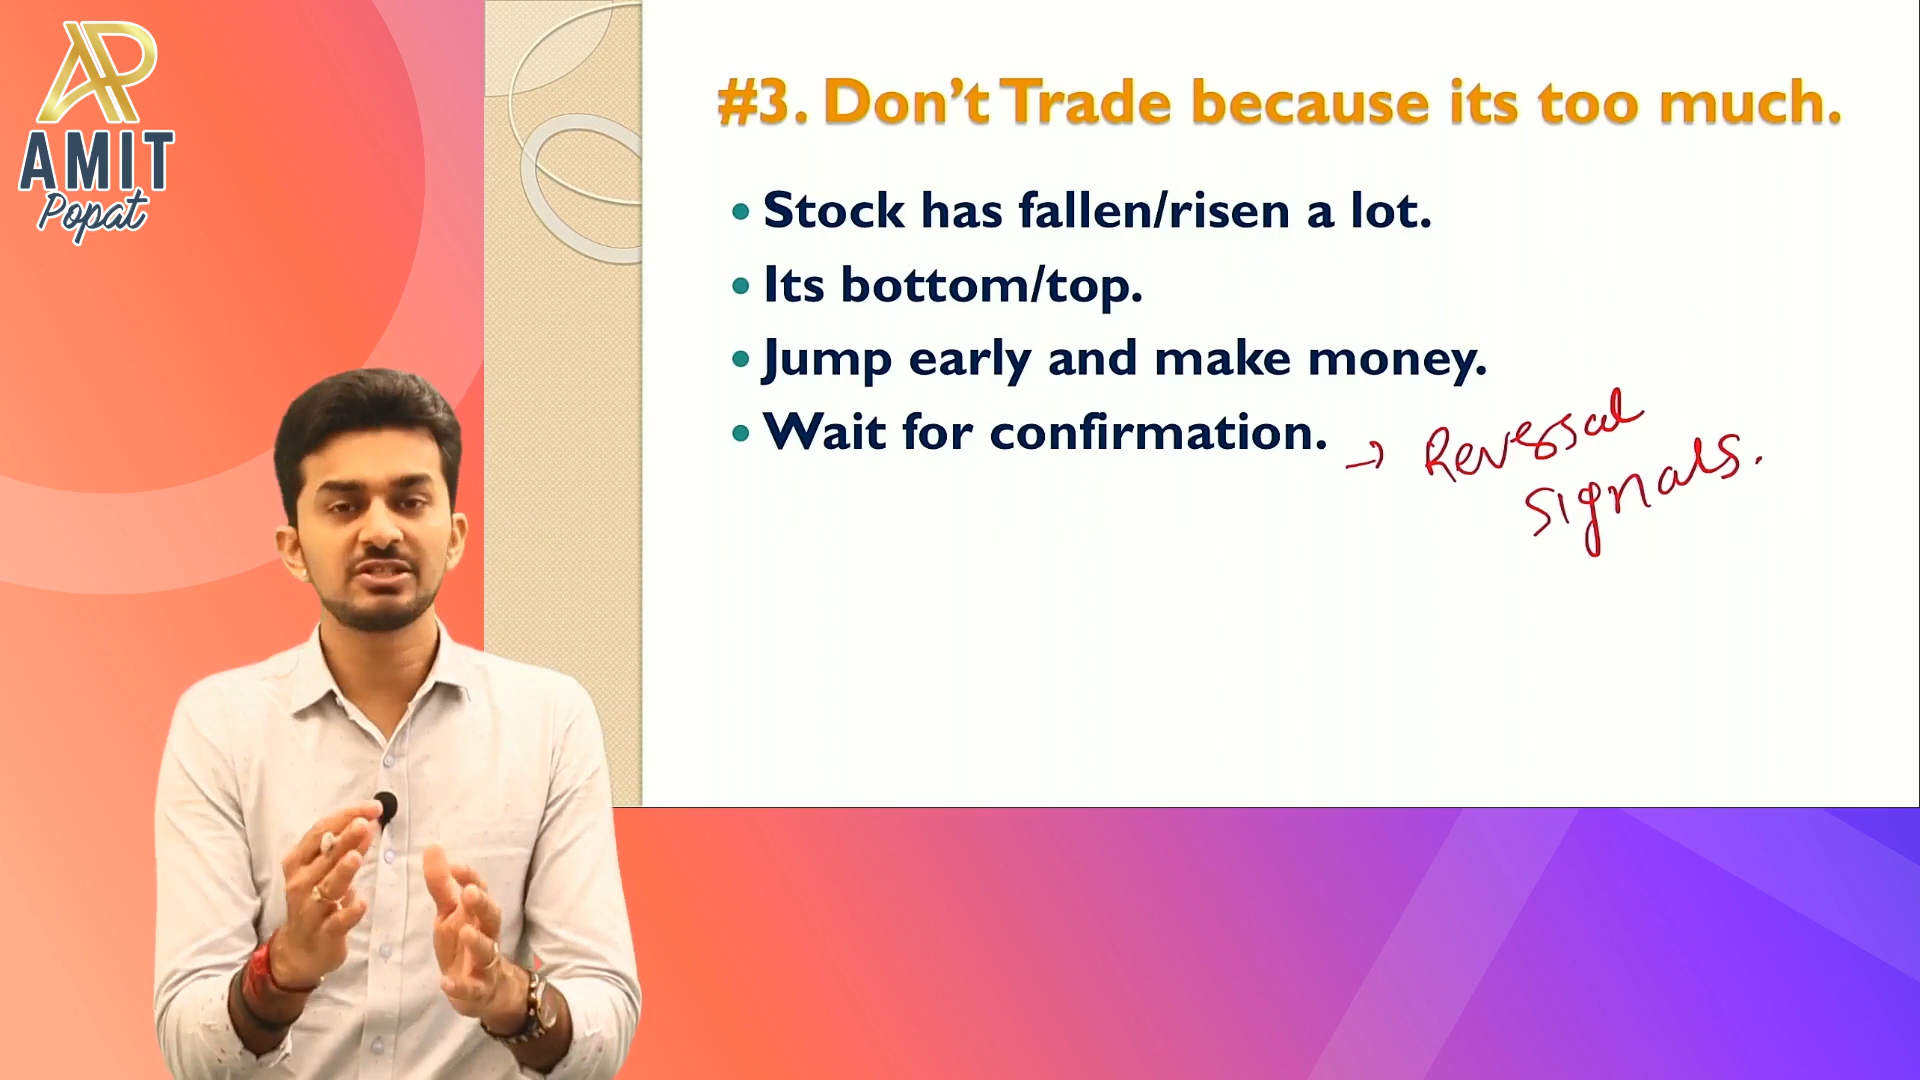 AP
AMIT
Popat
#3. Don't Trade because its too much.
• Stock has fallen/risen a lot.
• Its bottom/top.
• Jump early and make money.
• Wait for confirmation. → Reversal
Signals.